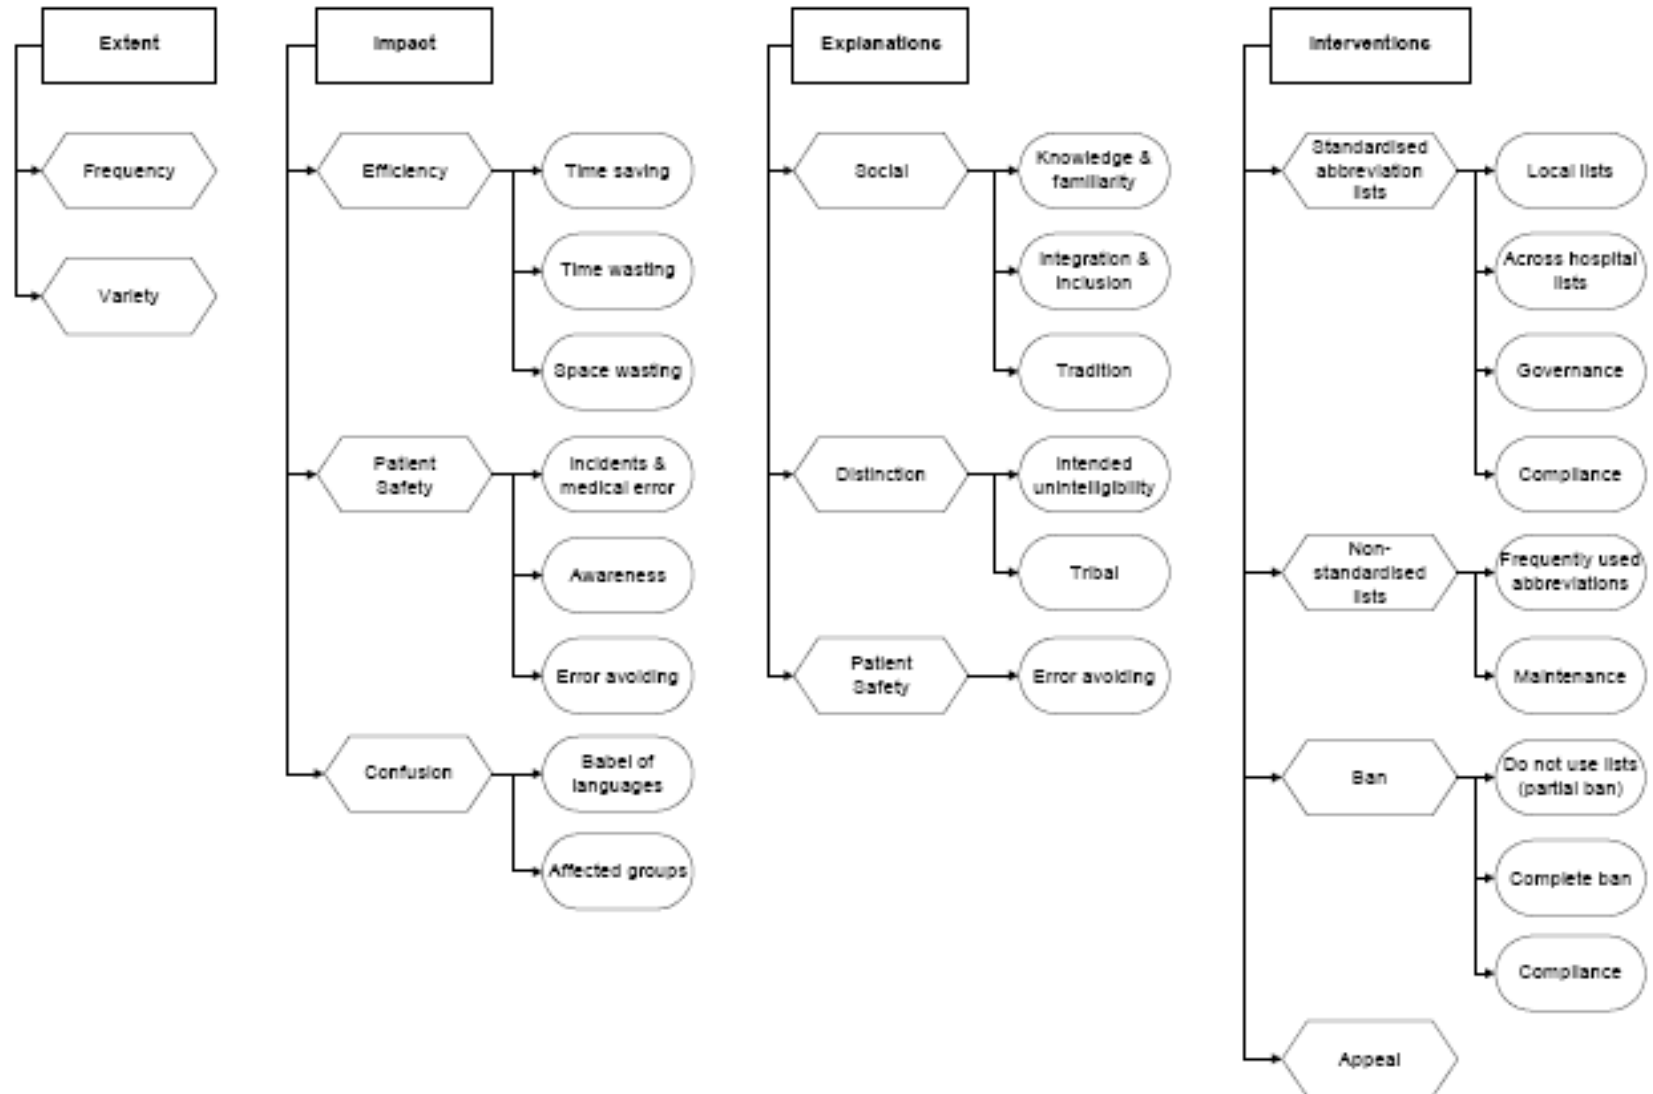 Extent
Frequency
Variety
Impact
Efficiency
Time saving
Time wasting
Space wasting
Patient
Safety
Incidents &
medical error
Awareness
Error avoiding
Confusion
Babel of
languages
Affected groups
Explanations
Social
Knowledge &
familiarity
Integration &
inclusion
Tradition
Distinction
Intended
unintelligibility
Tribal
Patient
Safety
Error avoiding
Interventions
Standardised
abbreviation
lists
Local lists
Across hospital
lists
Governance
Compliance
Non-
standardised
lists
Frequently used
abbreviations
Maintenance
Ban
Do not use lists
(partial ban)
Complete ban
Compliance
Appeal